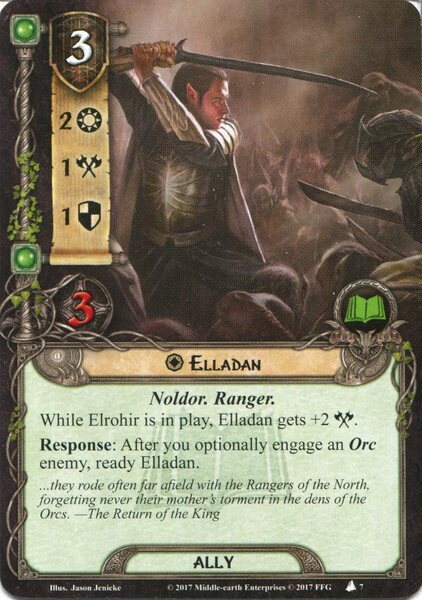 3
2
1
1
3
Elladan
Noldor. Ranger.
While Elrohir is in play, Elladan gets +2 .
Response: After you optionally engage an Orc
enemy, ready Elladan.
...they rode often far afield with the Rangers of the North,
forgetting never their mother's torment in the dens of the
Orcs. —The Return of the King
ALLY
Illus. Jason Jenicke © 2017 Middle-earth Enterprises © 2017 FFG 7